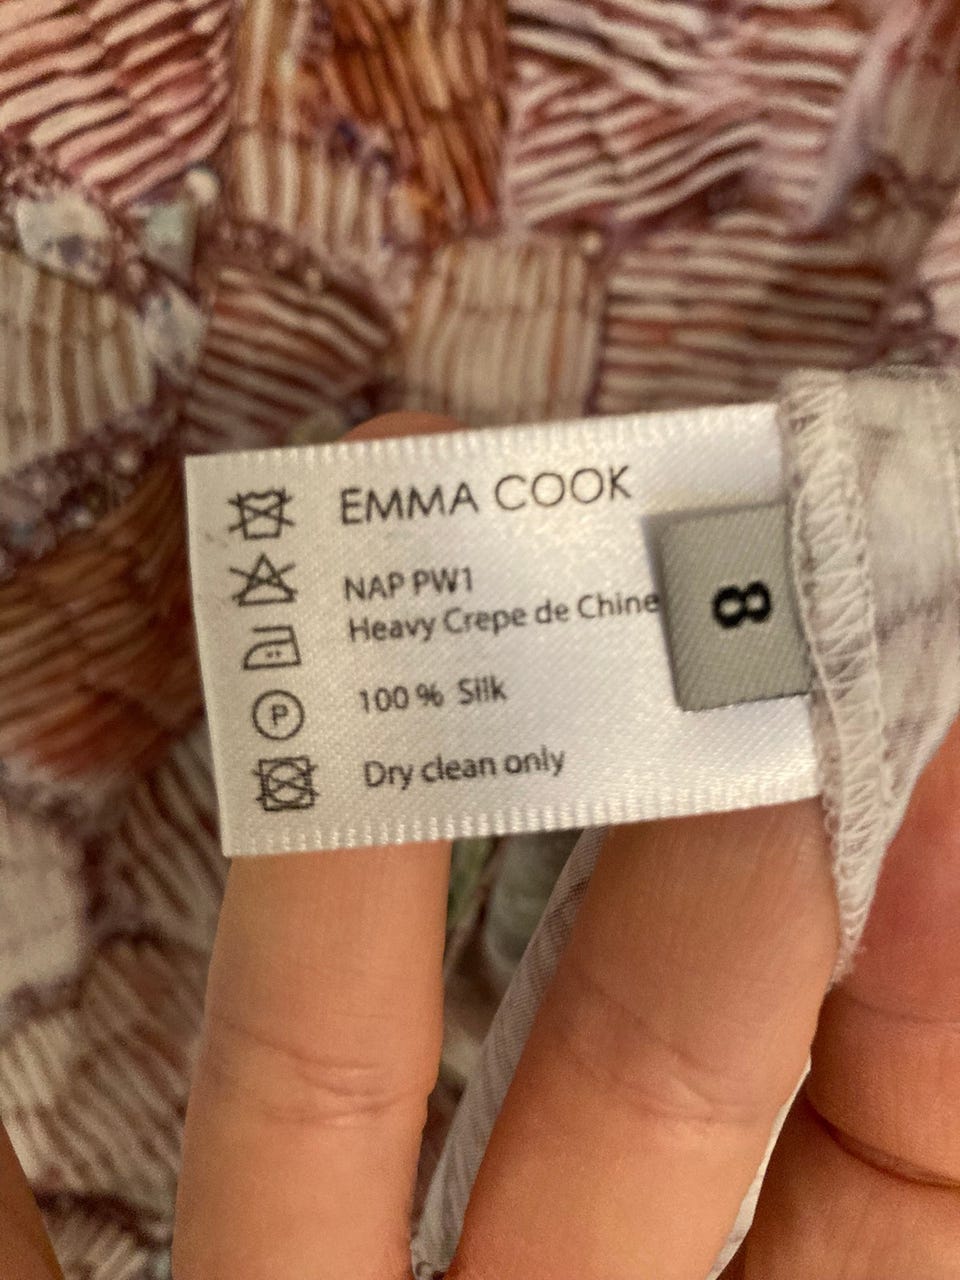 EMMA COOK
NAP PW1
Heavy Crepe de Chine
100 % Silk
P
Dry clean only
8